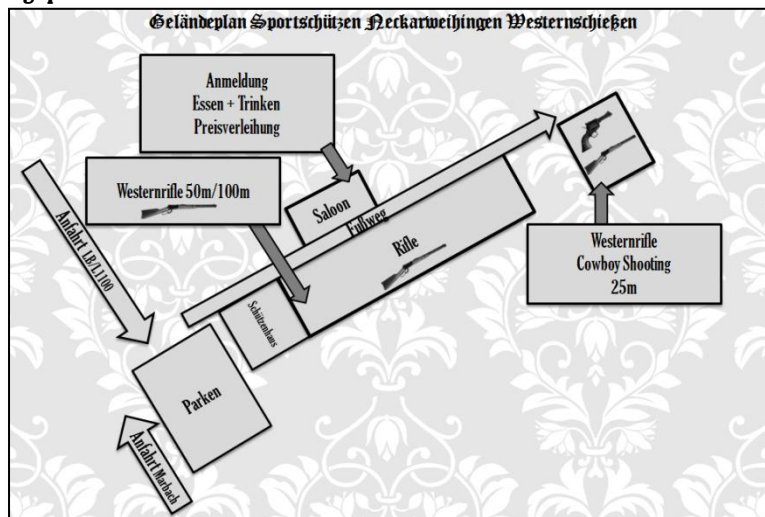 Geländeplan Sportschützen Neckarweihingen Westernschießen
Anmeldung
Essen + Trinken
Preisverleihung
Westernrifle 50m/100m
Anfahrt LB/L1100
Saloon
Fußweg
Rifle
Westernrifle
Cowboy Shooting
25m
Schützenhaus
Parken
Anfahrt Marbach